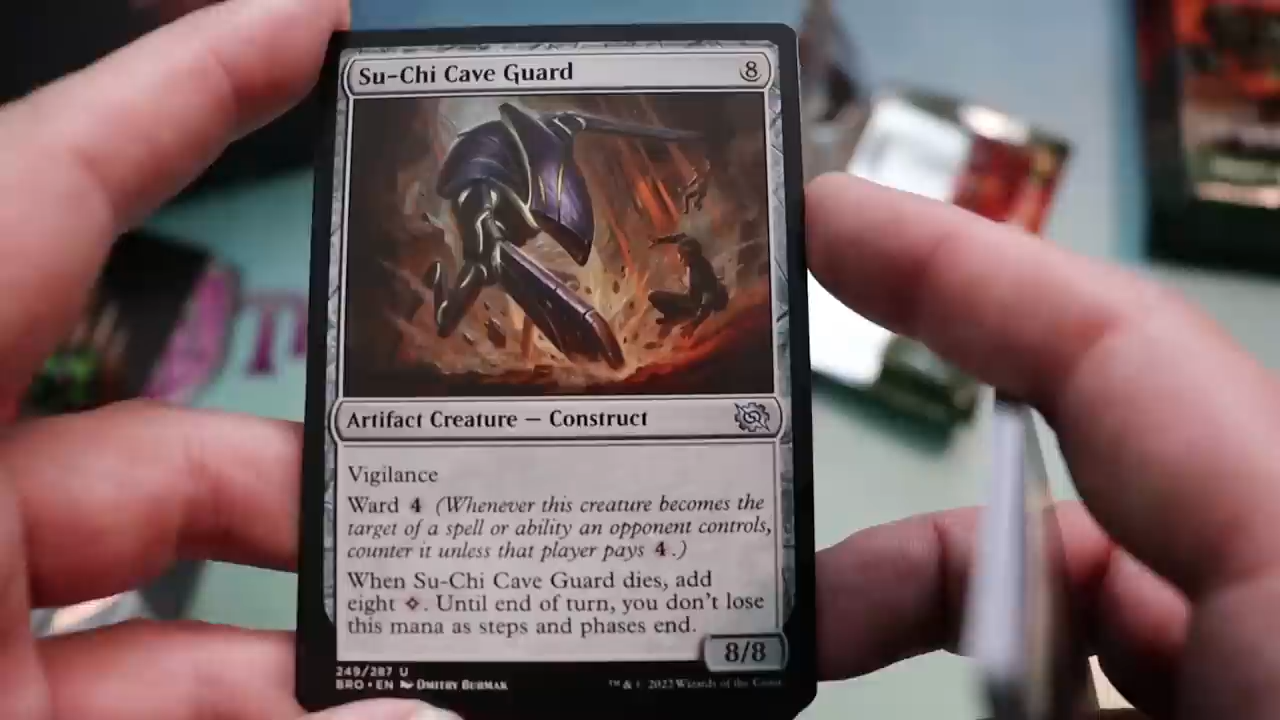 Su-Chi Cave Guard 8
Artifact Creature — Construct
Vigilance
Ward 4 (Whenever this creature becomes the
target of a spell or ability an opponent controls,
counter it unless that player pays 4.)
When Su-Chi Cave Guard dies, add
eight ◇. Until end of turn, you don't lose
this mana as steps and phases end.
8/8
249/287 U
BRO • EN Dmitry Burmak
™ & © 2022 Wizards of the Coast